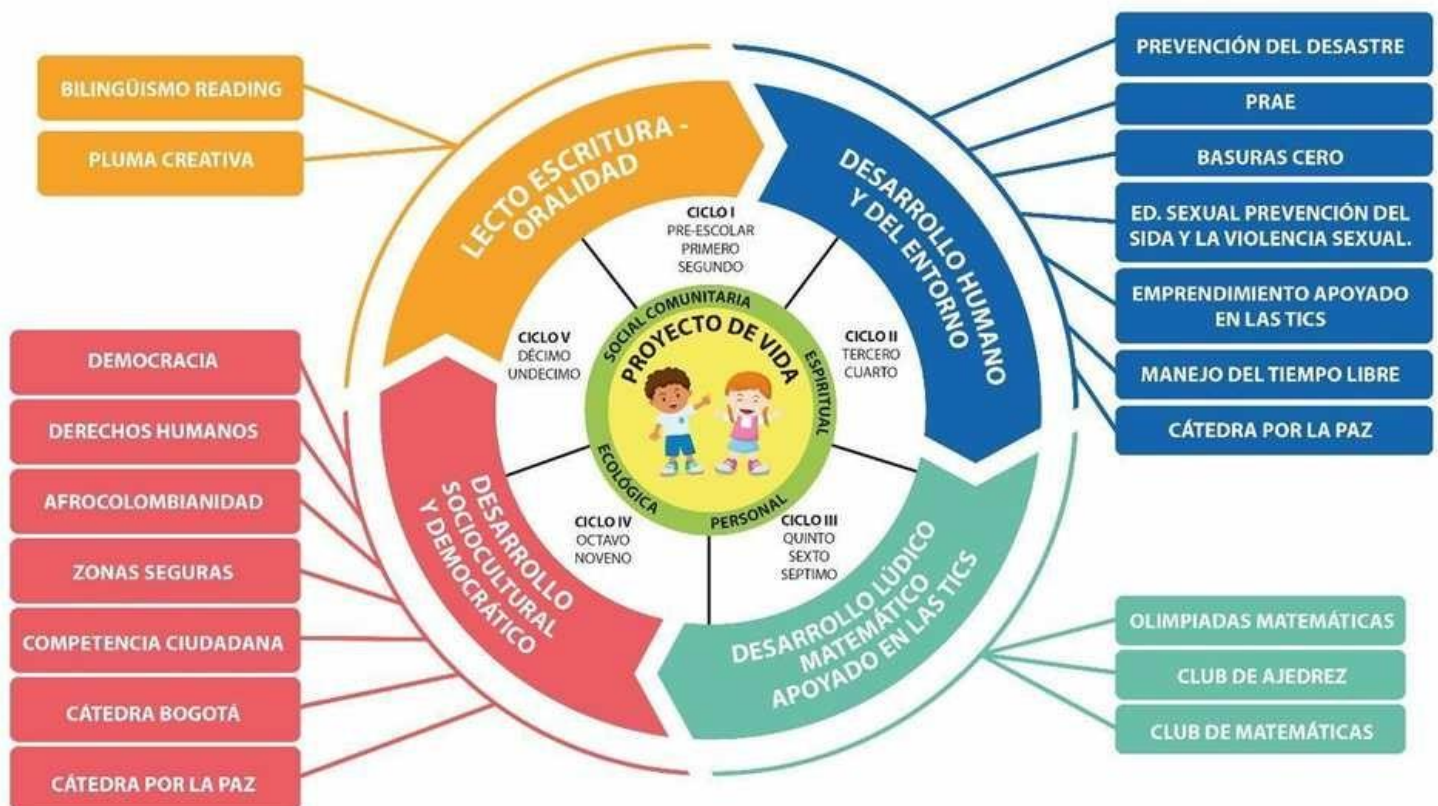 BILINGÜISMO READING
PLUMA CREATIVA
LECTO ESCRITURA -
ORALIDAD
DESARROLLO HUMANO
Y DEL ENTORNO
PREVENCIÓN DEL DESASTRE
PRAE
BASURAS CERO
ED. SEXUAL PREVENCIÓN DEL
SIDA Y LA VIOLENCIA SEXUAL.
EMPRENDIMIENTO APOYADO
EN LAS TICS
MANEJO DEL TIEMPO LIBRE
CÁTEDRA POR LA PAZ
CICLO I
PRE-ESCOLAR
PRIMERO
SEGUNDO
CICLO II
TERCERO
CUARTO
CICLO III
QUINTO
SEXTO
SEPTIMO
CICLO IV
OCTAVO
NOVENO
CICLO V
DÉCIMO
UNDECIMO
SOCIAL COMUNITARIA
ESPIRITUAL
PERSONAL
ECOLÓGICA
PROYECTO DE VIDA
DEMOCRACIA
DERECHOS HUMANOS
AFROCOLOMBIANIDAD
ZONAS SEGURAS
COMPETENCIA CIUDADANA
CÁTEDRA BOGOTÁ
CÁTEDRA POR LA PAZ
DESARROLLO
SOCIOCULTURAL
Y DEMOCRÁTICO
DESARROLLO LÚDICO
MATEMÁTICO
APOYADO EN LAS TICS
OLIMPIADAS MATEMÁTICAS
CLUB DE AJEDREZ
CLUB DE MATEMÁTICAS